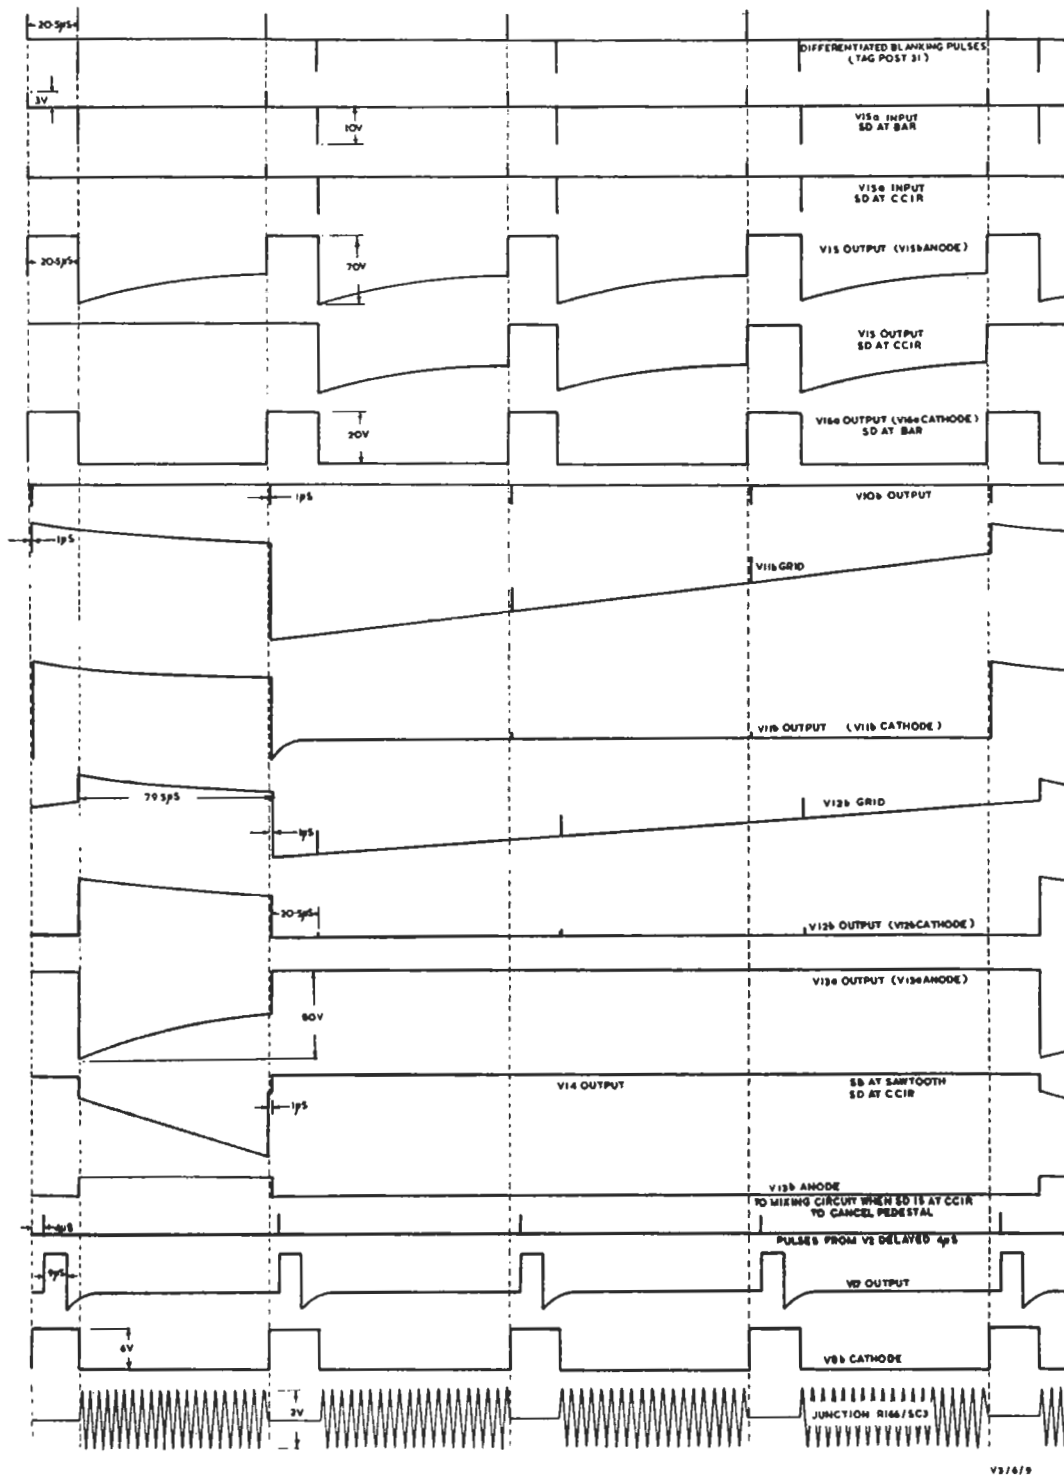 20·5µS
DIFFERENTIATED BLANKING PULSES
(TAG POST 31)
3V
10V
V15a INPUT
SD AT BAR
V15a INPUT
SD AT CCIR
V15 OUTPUT (V15b ANODE)
20·5µS
70V
V15 OUTPUT
SD AT CCIR
V16a OUTPUT (V16a CATHODE)
SD AT BAR
20V
1µS
V10b OUTPUT
1µS
V11b GRID
V11b OUTPUT (V11b CATHODE)
79·5µS
V12b GRID
1µS
20·5µS
V12b OUTPUT (V12b CATHODE)
V13a OUTPUT (V13a ANODE)
80V
V14 OUTPUT
SB AT SAWTOOTH
SD AT CCIR
1µS
V13b ANODE
TO MIXING CIRCUIT WHEN SD IS AT CCIR
TO CANCEL PEDESTAL
4µS
PULSES FROM V2 DELAYED 4µS
9µS
OUTPUT
6V
V8b CATHODE
2V
JUNCTION R166/SC3
V3/6/9